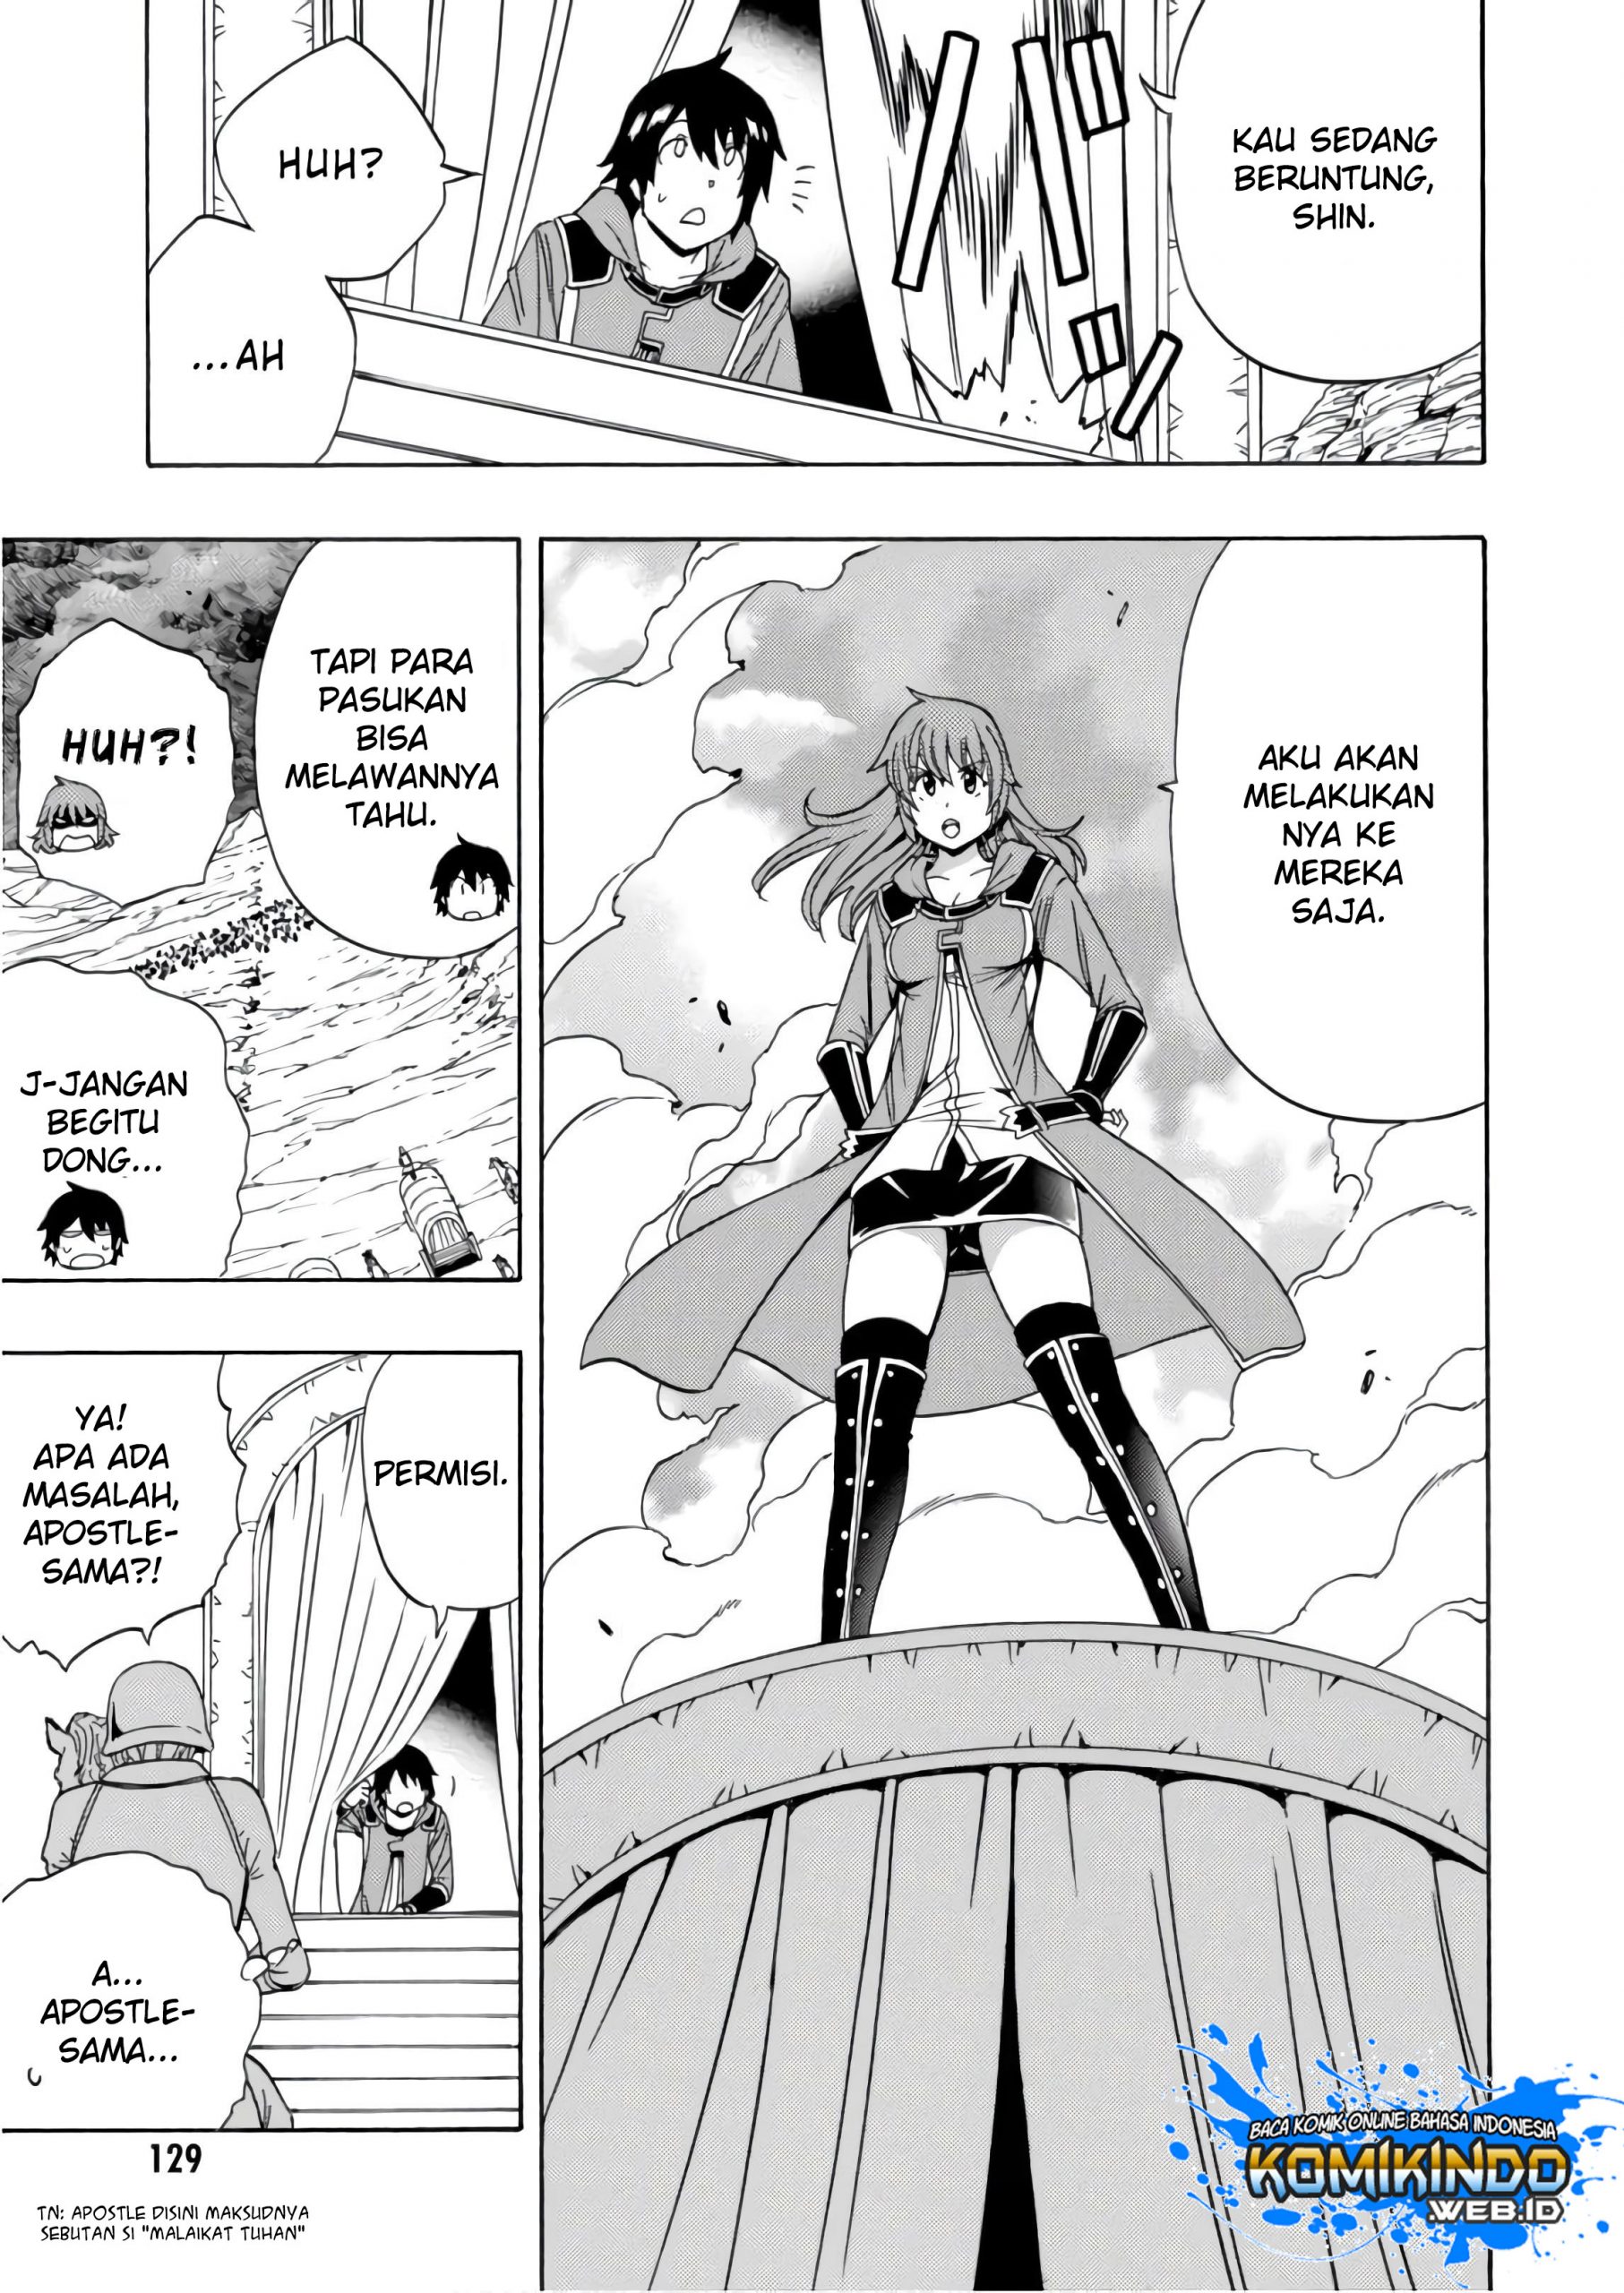 KAU SEDANG
BERUNTUNG,
SHIN.
HUH?
...AH
AKU AKAN
MELAKUKAN
NYA KE
MEREKA
SAJA.
TAPI PARA
PASUKAN
BISA
MELAWANNYA
TAHU.
HUH?!
J-JANGAN
BEGITU
DONG...
PERMISI.
YA!
APA ADA
MASALAH,
APOSTLE-
SAMA?!
A...
APOSTLE-
SAMA...
129
TN: APOSTLE DISINI MAKSUDNYA
SEBUTAN SI "MALAIKAT TUHAN"
BACA KOMIK ONLINE BAHASA INDONESIA
KOMIKINDO
.WEB.ID